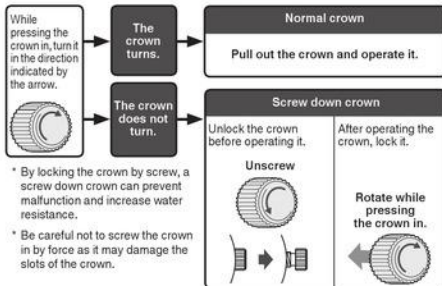 While
pressing the
crown in, turn it
in the direction
indicated by
the arrow.
The
crown
turns.
Normal crown
Pull out the crown and operate it.
The crown
does not
turn.
Screw down crown
Unlock the crown
before operating it.
Unscrew
After operating the
crown, lock it.
Rotate while
pressing
the crown in.
* By locking the crown by screw, a
screw down crown can prevent
malfunction and increase water
resistance.
* Be careful not to screw the crown
in by force as it may damage the
slots of the crown.